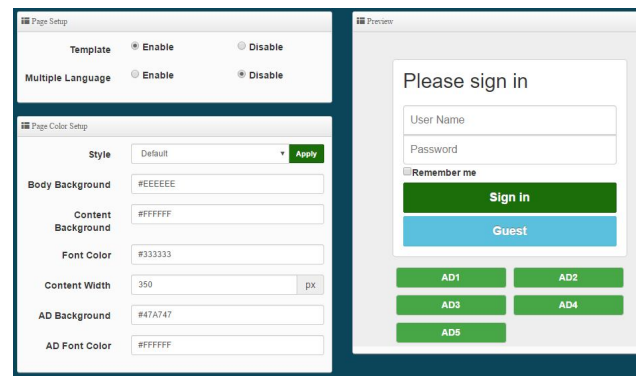 Page Setup
Template Enable Disable
Multiple Language Enable Disable
Page Color Setup
Style Default Apply
Body Background #EEEEEE
Content
Background #FFFFFF
Font Color #333333
Content Width 350 px
AD Background #47A747
AD Font Color #FFFFFF
Preview
Please sign in
User Name
Password
Remember me
Sign in
Guest
AD1 AD2
AD3 AD4
AD5